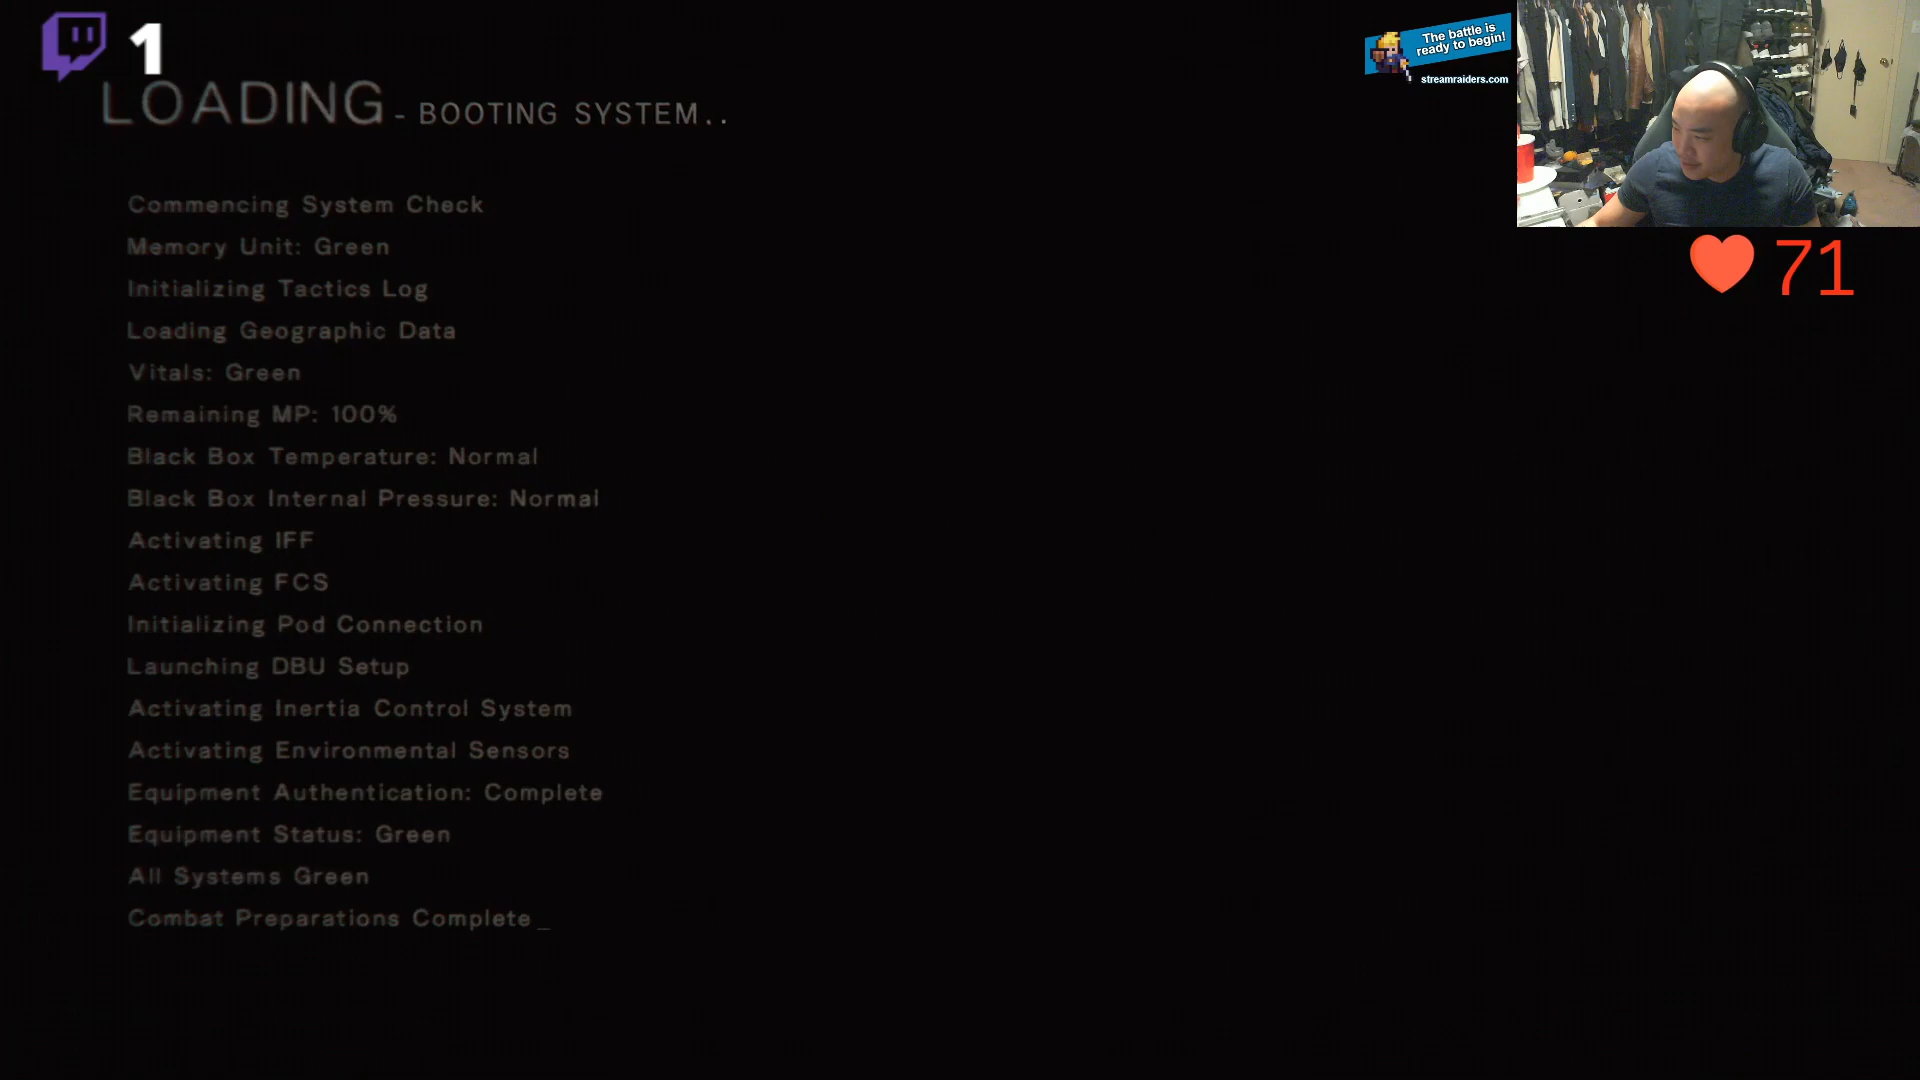 1
The battle is
ready to begin!
streamraiders.com
LOADING - BOOTING SYSTEM..
71
Commencing System Check
Memory Unit: Green
Initializing Tactics Log
Loading Geographic Data
Vitals: Green
Remaining MP: 100%
Black Box Temperature: Normal
Black Box Internal Pressure: Normal
Activating IFF
Activating FCS
Initializing Pod Connection
Launching DBU Setup
Activating Inertia Control System
Activating Environmental Sensors
Equipment Authentication: Complete
Equipment Status: Green
All Systems Green
Combat Preparations Complete_